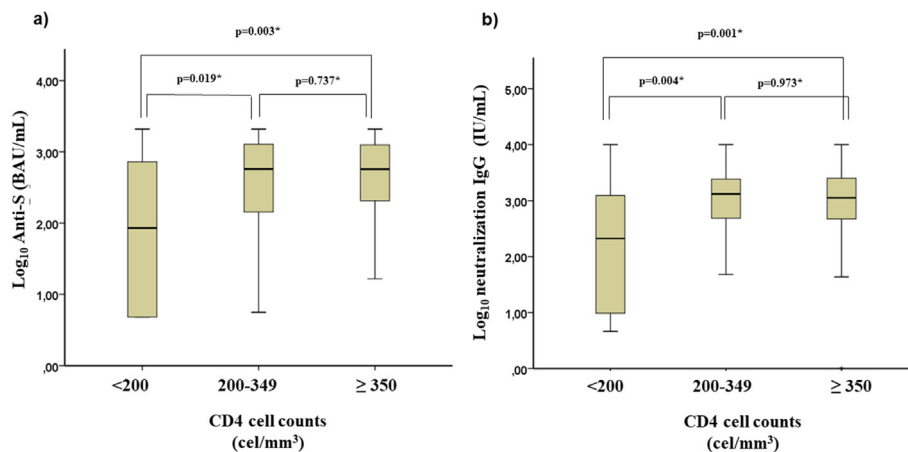 a)
p=0.003*
p=0.019*
p=0.737*
4,00
3,00
2,00
1,00
,00
Log10 Anti-S (BAU/mL)
<200
200-349
≥ 350
CD4 cell counts
(cel/mm³)
b)
p=0.001*
p=0.004*
p=0.973*
5,00
4,00
3,00
2,00
1,00
,00
Log10 neutralization IgG (IU/mL)
<200
200-349
≥ 350
CD4 cell counts
(cel/mm³)